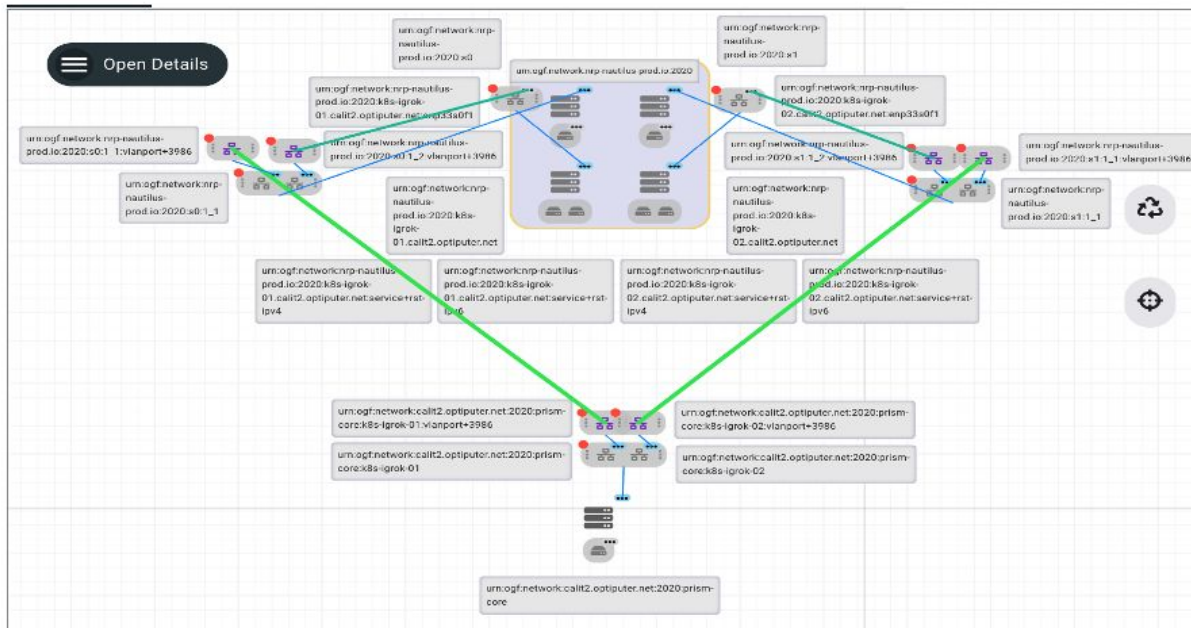 urn:ogf:network:nrp-
nautilus-
prod.io:2020:s0
urn:ogf:network:nrp-
nautilus-
prod.io:2020:s1
Open Details
urn:ogf:network:nrp-nautilus-prod.io:2020
urn:ogf:network:nrp-nautilus-
prod.io:2020:k8s-igrok-
01.calit2.optiputer.net:enp33s0f1
urn:ogf:network:nrp-nautilus-
prod.io:2020:k8s-igrok-
02.calit2.optiputer.net:enp33s0f1
urn:ogf:network:nrp-nautilus-
prod.io:2020:s0:1_1:vlanport+3986
urn:ogf:network:nrp-nautilus-
prod.io:2020:s0:1_2:vlanport+3986
urn:ogf:network:nrp-nautilus-
prod.io:2020:s1:1_2:vlanport+3986
urn:ogf:network:nrp-nautilus-
prod.io:2020:s1:1_1:vlanport+3986
urn:ogf:network:nrp-
nautilus-
prod.io:2020:s0:1_1
urn:ogf:network:nrp-
nautilus-
prod.io:2020:k8s-
igrok-
01.calit2.optiputer.net
urn:ogf:network:nrp-
nautilus-
prod.io:2020:k8s-
igrok-
02.calit2.optiputer.net
urn:ogf:network:nrp-
nautilus-
prod.io:2020:s1:1_1
urn:ogf:network:nrp-nautilus-
prod.io:2020:k8s-igrok-
01.calit2.optiputer.net:service+rst-
ipv4
urn:ogf:network:nrp-nautilus-
prod.io:2020:k8s-igrok-
01.calit2.optiputer.net:service+rst-
ipv6
urn:ogf:network:nrp-nautilus-
prod.io:2020:k8s-igrok-
02.calit2.optiputer.net:service+rst-
ipv4
urn:ogf:network:nrp-nautilus-
prod.io:2020:k8s-igrok-
02.calit2.optiputer.net:service+rst-
ipv6
urn:ogf:network:calit2.optiputer.net:2020:prism-
core:k8s-igrok-01:vlanport+3986
urn:ogf:network:calit2.optiputer.net:2020:prism-
core:k8s-igrok-02:vlanport+3986
urn:ogf:network:calit2.optiputer.net:2020:prism-
core:k8s-igrok-01
urn:ogf:network:calit2.optiputer.net:2020:prism-
core:k8s-igrok-02
urn:ogf:network:calit2.optiputer.net:2020:prism-
core